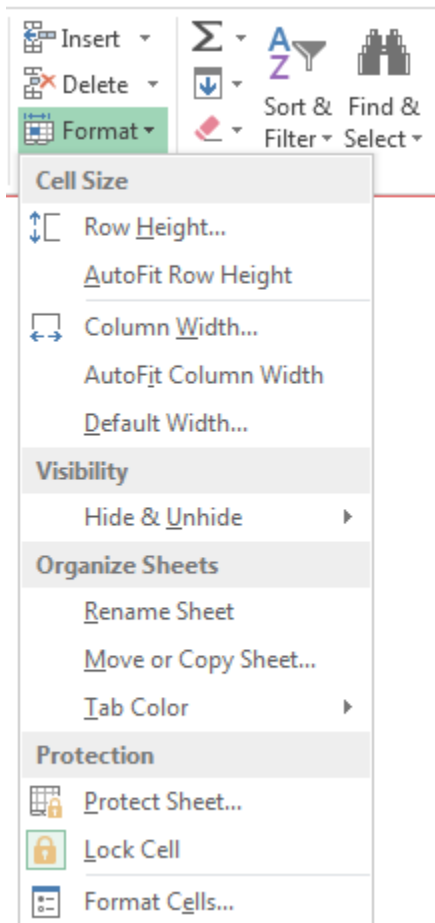 Insert
Delete
Format
Σ
A
Z
Sort &
Filter
Find &
Select
Cell Size
Row Height...
AutoFit Row Height
Column Width...
AutoFit Column Width
Default Width...
Visibility
Hide & Unhide
Organize Sheets
Rename Sheet
Move or Copy Sheet...
Tab Color
Protection
Protect Sheet...
Lock Cell
Format Cells...